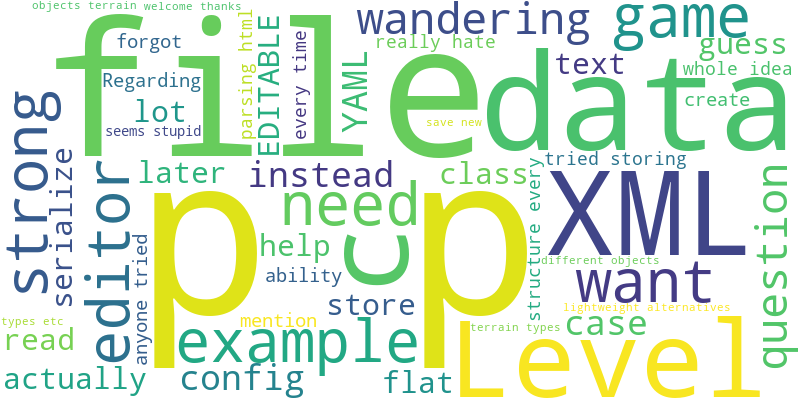 objects terrain welcome thanks
file
data
p p
XML
Level
wandering
game
forgot
really hate
guess
Regarding
parsing html
EDITABLE
every time
YAML
text
whole idea
lot
create
seems stupid
save new
strong
serialize
editor
later
instead
class
tried storing
need
c
structure every
question
help
different objects
anyone tried
ability
want
store
lightweight alternatives
types etc
mention
terrain types
case
read
example
actually
config
flat